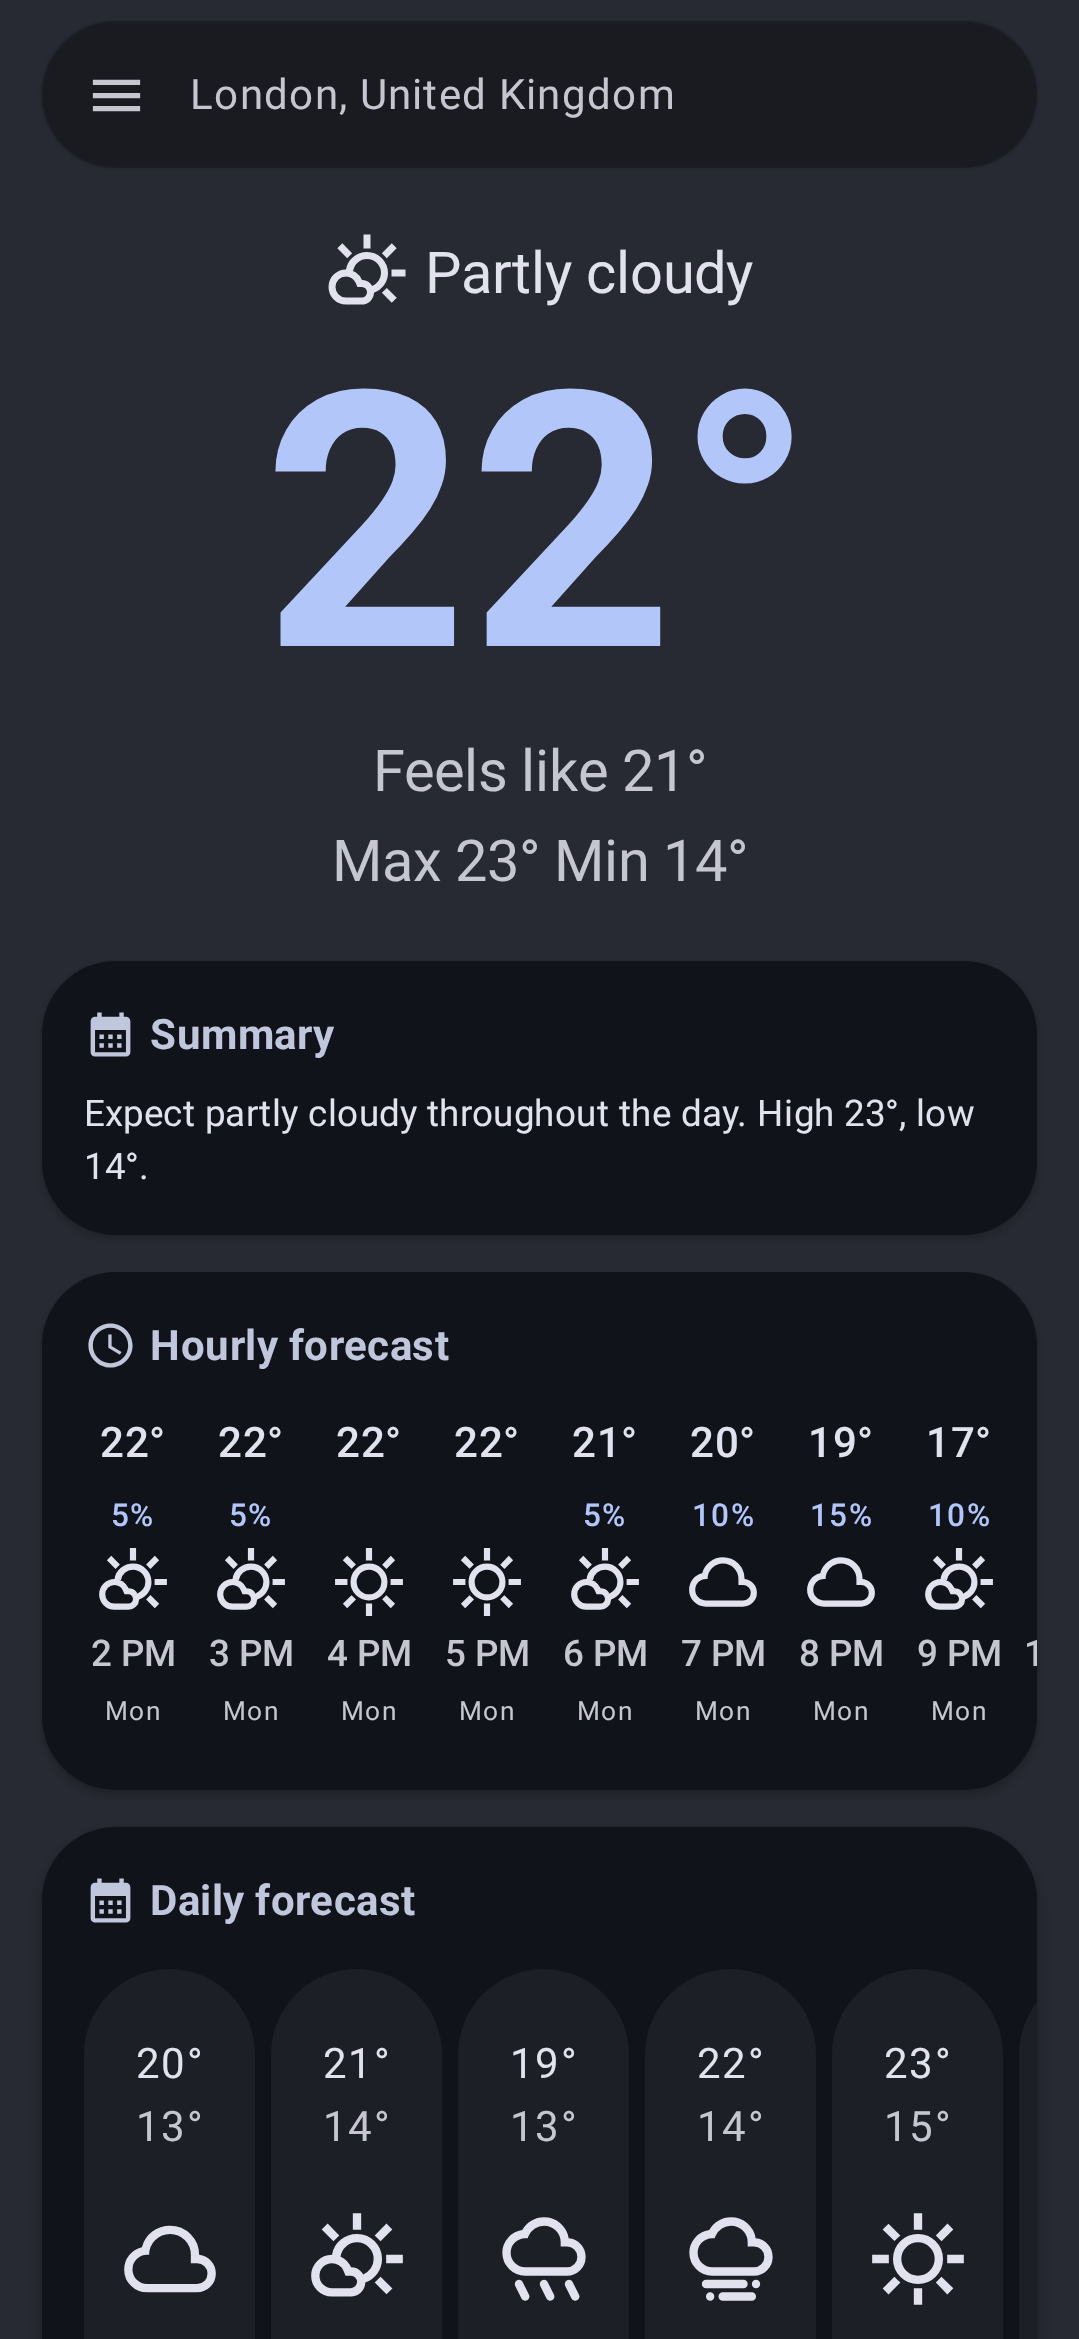 London, United Kingdom
Partly cloudy
22°
Feels like 21°
Max 23° Min 14°
Summary
Expect partly cloudy throughout the day. High 23°, low
14°.
Hourly forecast
22° 22° 22° 22° 21° 20° 19° 17°
5% 5% 5% 10% 15% 10%
2 PM 3 PM 4 PM 5 PM 6 PM 7 PM 8 PM 9 PM 1
Mon Mon Mon Mon Mon Mon Mon Mon
Daily forecast
20° 21° 19° 22° 23°
13° 14° 13° 14° 15°